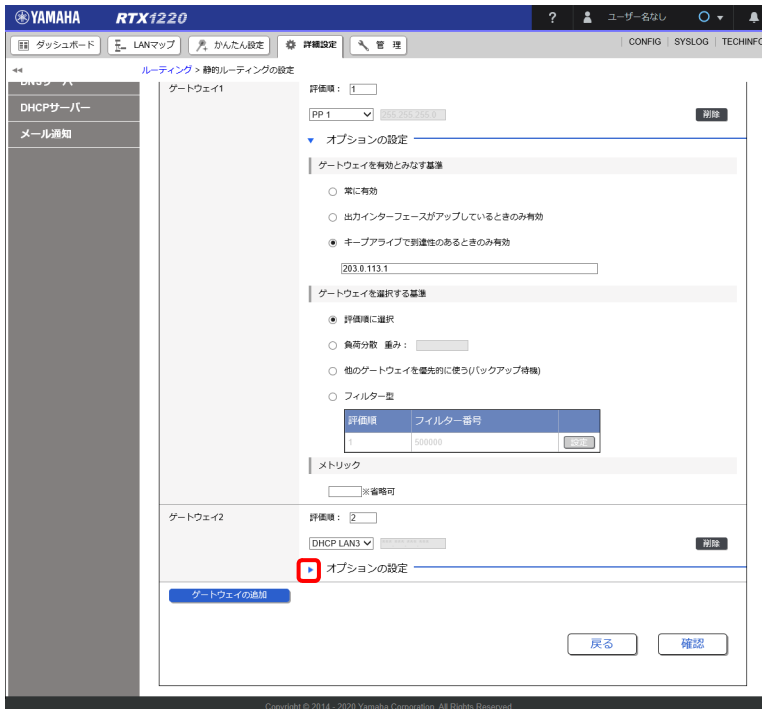 YAMAHA RTX1220 ? ユーザー名なし
ダッシュボード LANマップ かんたん設定 詳細設定 管 理 CONFIG SYSLOG TECHINFO
ルーティング > 静的ルーティングの設定
DHCPサーバー
メール通知
ゲートウェイ1 評価順： 1
PP 1 255.255.255.0 削除
オプションの設定
ゲートウェイを有効とみなす基準
常に有効
出力インターフェースがアップしているときのみ有効
キープアライブで到達性のあるときのみ有効
203.0.113.1
ゲートウェイを選択する基準
評価順に選択
負荷分散 重み：
他のゲートウェイを優先的に使う(バックアップ待機)
フィルター型
評価順 フィルター番号
1 500000 設定
メトリック
※省略可
ゲートウェイ2 評価順： 2
DHCP LAN3 削除
オプションの設定
ゲートウェイの追加
戻る 確認
Copyright © 2014 - 2020 Yamaha Corporation. All Rights Reserved.